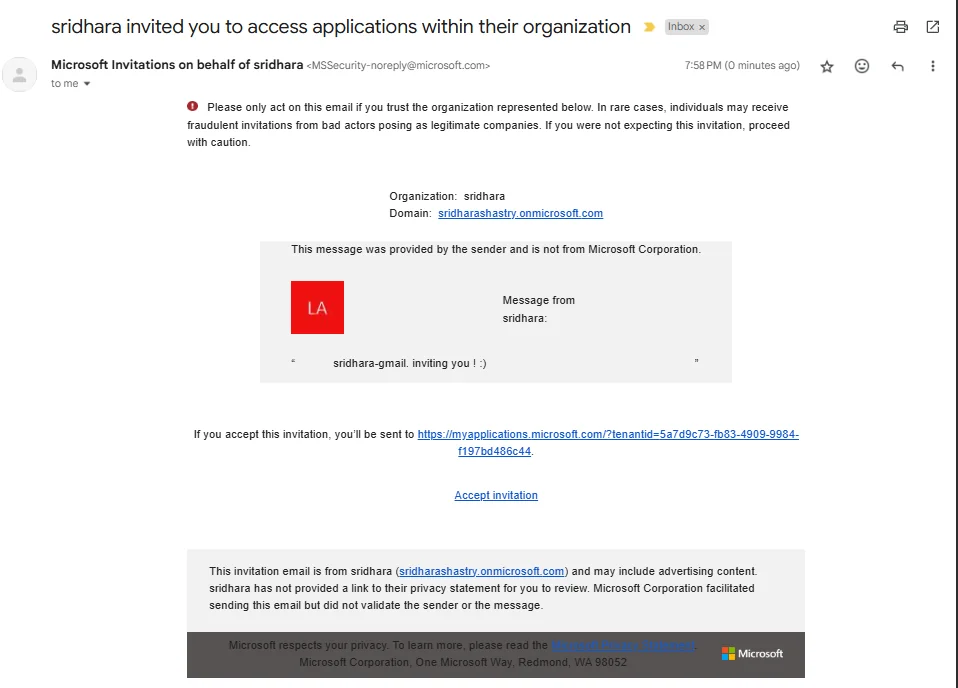 sridhara invited you to access applications within their organization
Inbox x
Microsoft Invitations on behalf of sridhara <MSSecurity-noreply@microsoft.com>
7:58 PM (0 minutes ago)
to me
Please only act on this email if you trust the organization represented below. In rare cases, individuals may receive
fraudulent invitations from bad actors posing as legitimate companies. If you were not expecting this invitation, proceed
with caution.
Organization: sridhara
Domain: sridharashastry.onmicrosoft.com
This message was provided by the sender and is not from Microsoft Corporation.
LA
Message from
sridhara:
“ sridhara-gmail. inviting you ! :) ”
If you accept this invitation, you’ll be sent to https://myapplications.microsoft.com/?tenantid=5a7d9c73-fb83-4909-9984-
f197bd486c44.
Accept invitation
This invitation email is from sridhara (sridharashastry.onmicrosoft.com) and may include advertising content.
sridhara has not provided a link to their privacy statement for you to review. Microsoft Corporation facilitated
sending this email but did not validate the sender or the message.
Microsoft respects your privacy. To learn more, please read the Microsoft Privacy Statement.
Microsoft Corporation, One Microsoft Way, Redmond, WA 98052
Microsoft